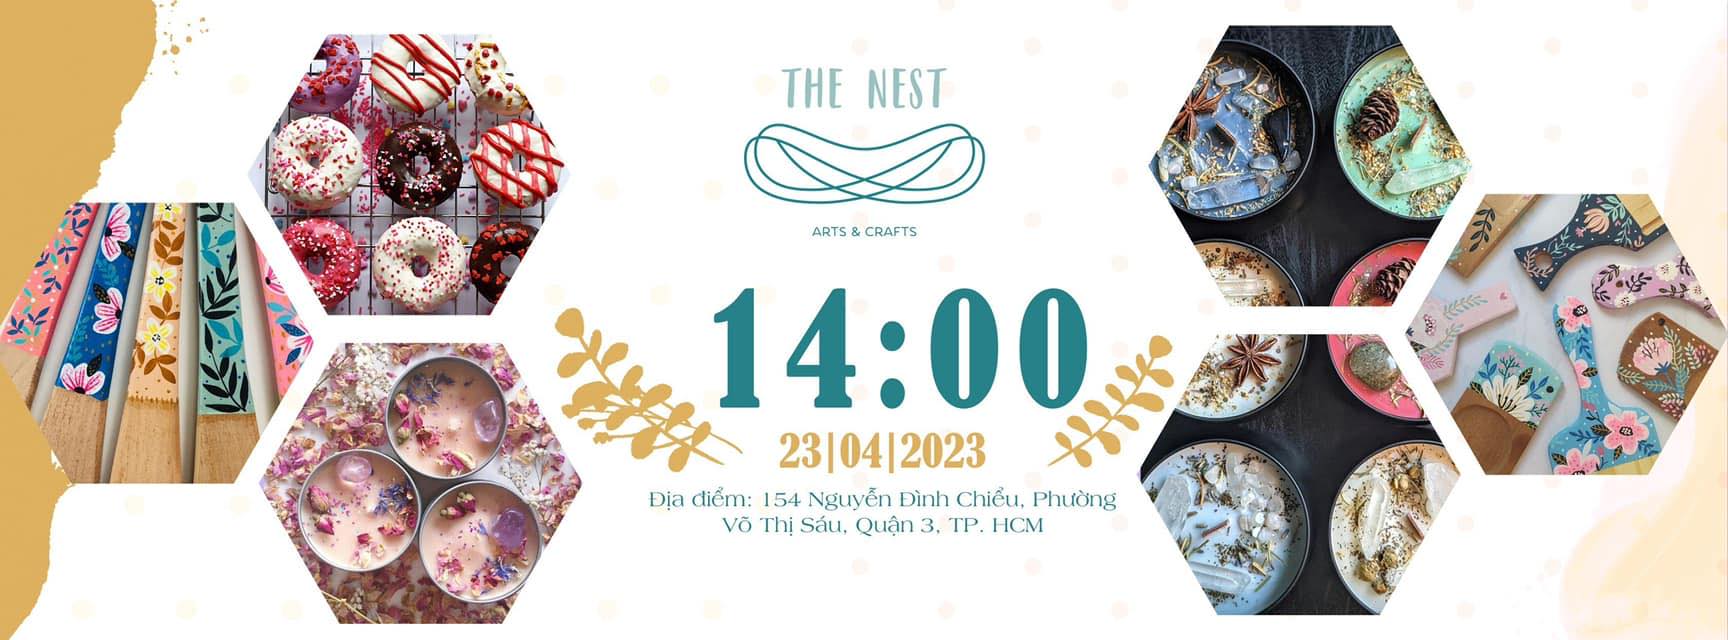 THE NEST
ARTS & CRAFTS
14:00
23|04|2023
Địa điểm: 154 Nguyễn Đình Chiểu, Phường
Võ Thị Sáu, Quận 3, TP. HCM